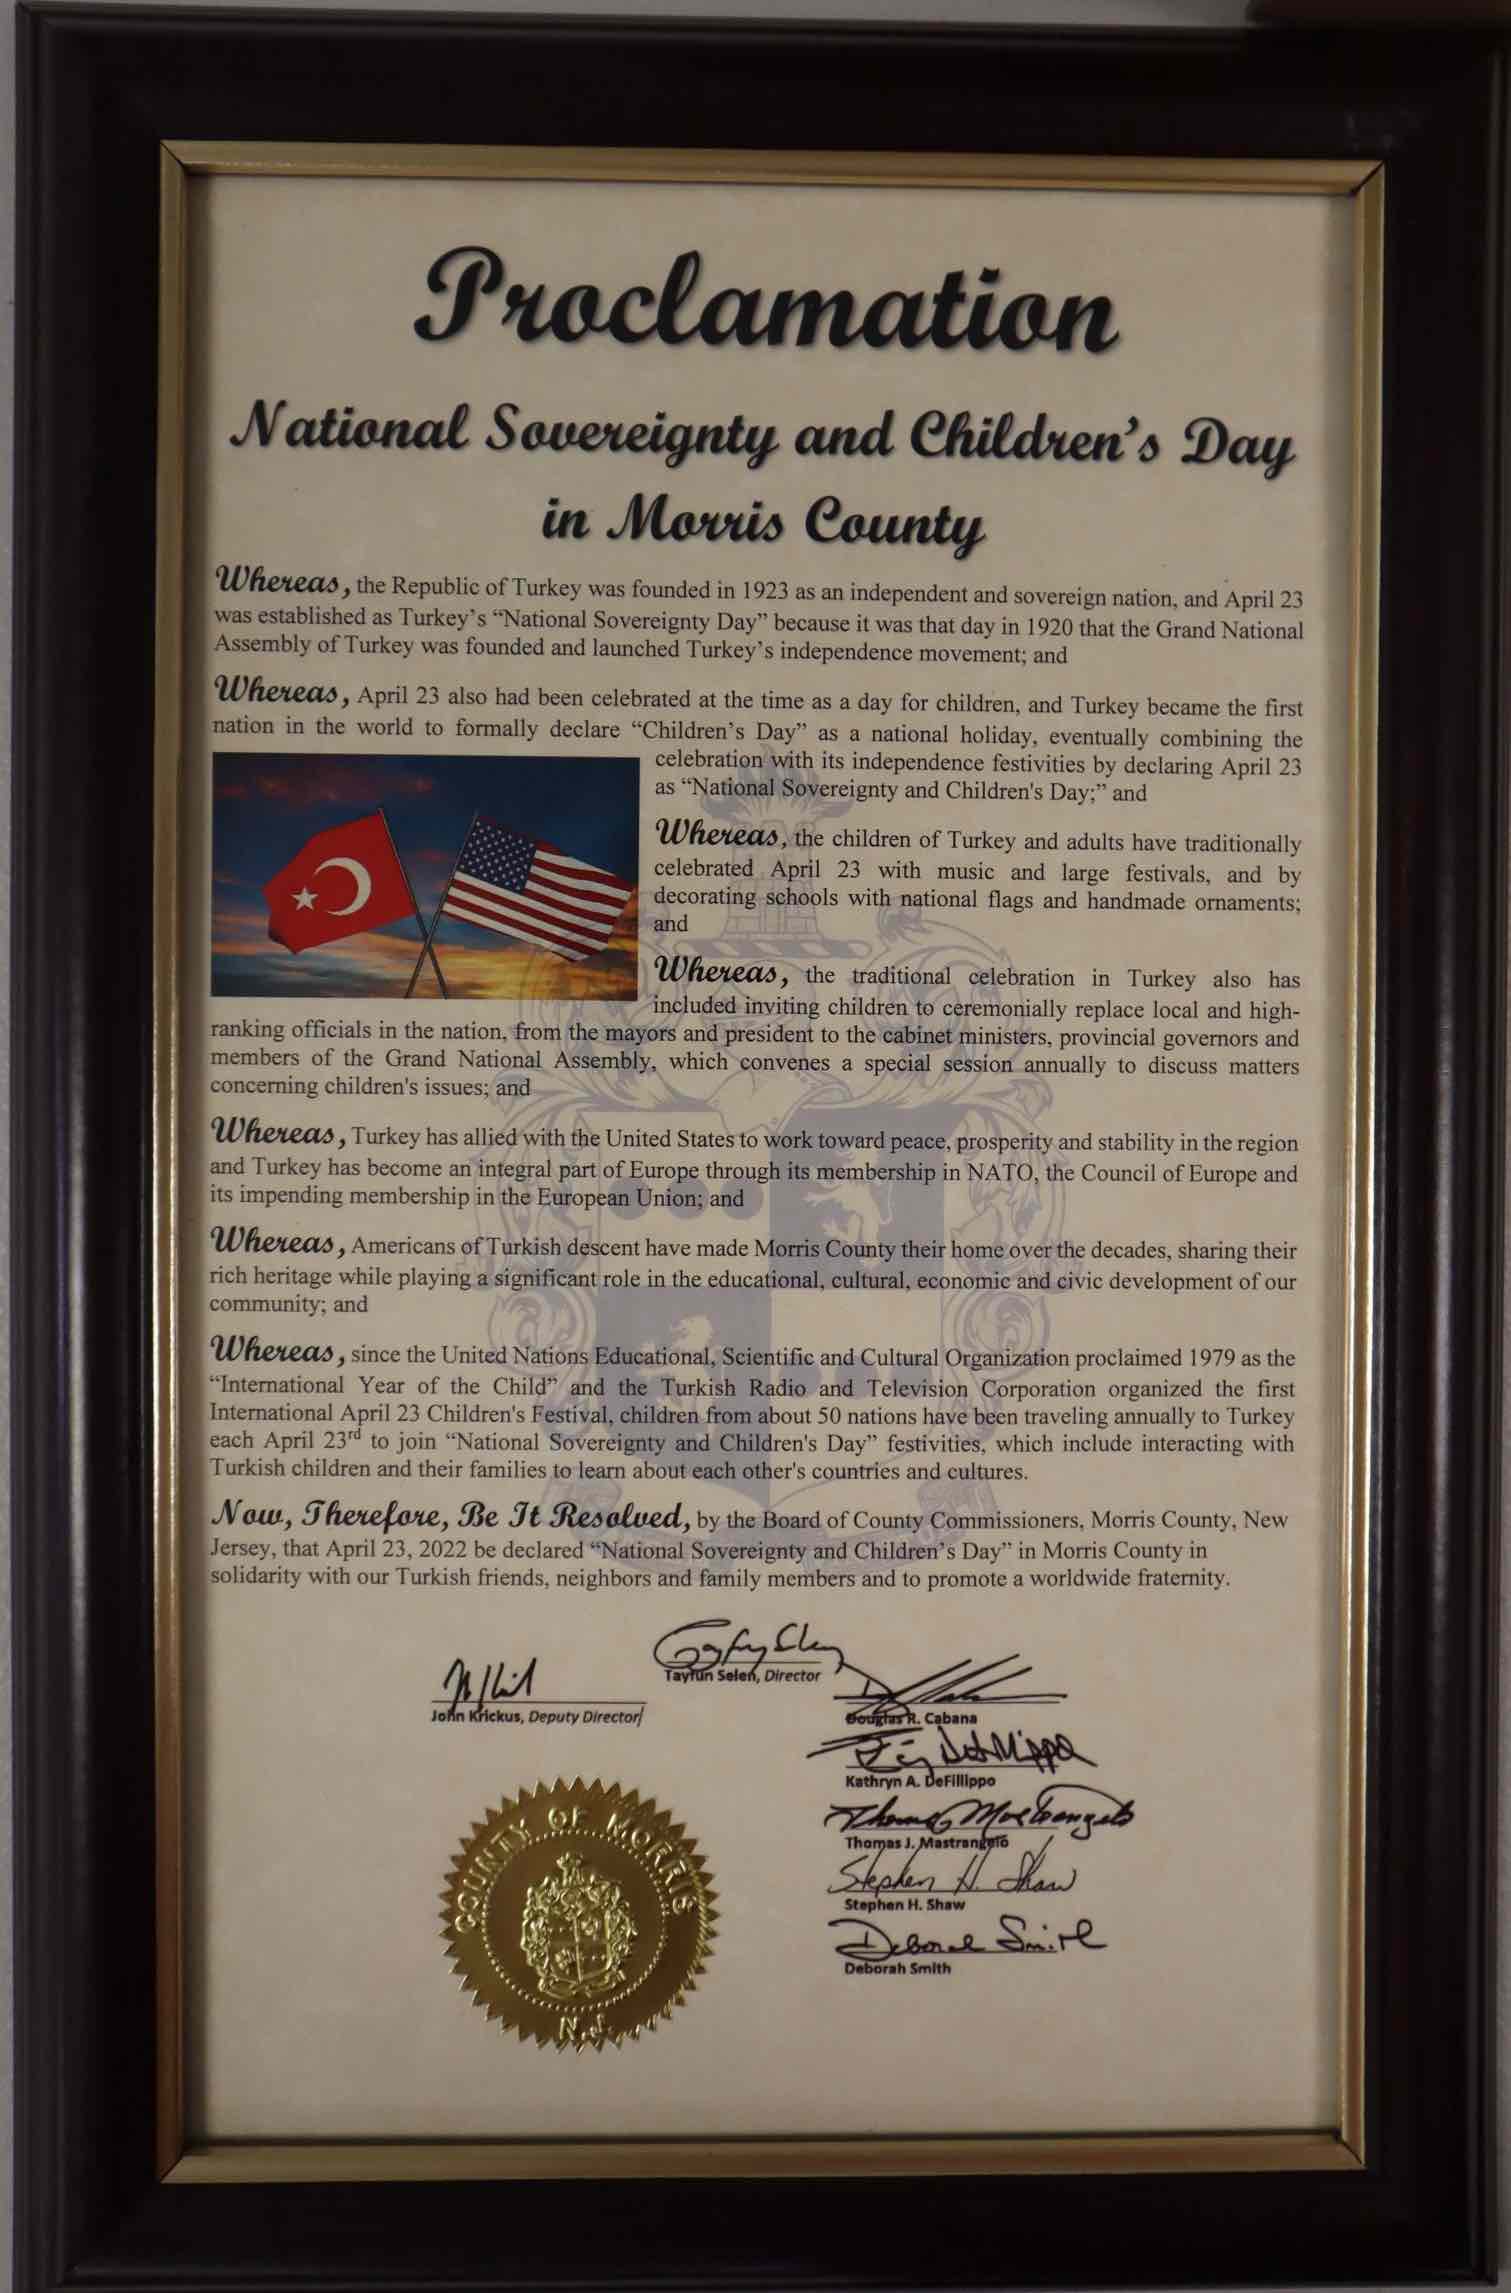 Proclamation
National Sovereignty and Children's Day
in Morris County
Whereas, the Republic of Turkey was founded in 1923 as an independent and sovereign nation, and April 23
was established as Turkey's “National Sovereignty Day” because it was that day in 1920 that the Grand National
Assembly of Turkey was founded and launched Turkey's independence movement; and
Whereas, April 23 also had been celebrated at the time as a day for children, and Turkey became the first
nation in the world to formally declare “Children's Day” as a national holiday, eventually combining the
celebration with its independence festivities by declaring April 23
as “National Sovereignty and Children's Day;” and
Whereas, the children of Turkey and adults have traditionally
celebrated April 23 with music and large festivals, and by
decorating schools with national flags and handmade ornaments;
and
Whereas, the traditional celebration in Turkey also has
included inviting children to ceremonially replace local and high-
ranking officials in the nation, from the mayors and president to the cabinet ministers, provincial governors and
members of the Grand National Assembly, which convenes a special session annually to discuss matters
concerning children's issues; and
Whereas, Turkey has allied with the United States to work toward peace, prosperity and stability in the region
and Turkey has become an integral part of Europe through its membership in NATO, the Council of Europe and
its impending membership in the European Union; and
Whereas, Americans of Turkish descent have made Morris County their home over the decades, sharing their
rich heritage while playing a significant role in the educational, cultural, economic and civic development of our
community; and
Whereas, since the United Nations Educational, Scientific and Cultural Organization proclaimed 1979 as the
“International Year of the Child” and the Turkish Radio and Television Corporation organized the first
International April 23 Children's Festival, children from about 50 nations have been traveling annually to Turkey
each April 23rd to join “National Sovereignty and Children's Day” festivities, which include interacting with
Turkish children and their families to learn about each other's countries and cultures.
Now, Therefore, Be It Resolved, by the Board of County Commissioners, Morris County, New
Jersey, that April 23, 2022 be declared “National Sovereignty and Children's Day” in Morris County in
solidarity with our Turkish friends, neighbors and family members and to promote a worldwide fraternity.
Tayfun Selen, Director
John Krickus, Deputy Director
Douglas R. Cabana
Kathryn A. DeFillippo
Thomas Mastrangelo
Thomas J. Mastrangelo
Stephen H. Shaw
Stephen H. Shaw
Deborah Smith
Deborah Smith
COUNTY OF MORRIS
N.J.